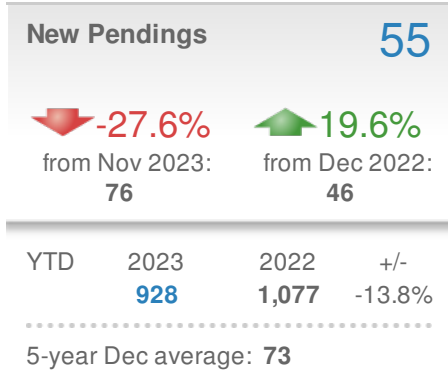 New Pendings 55
-27.6% 19.6%
from Nov 2023: from Dec 2022:
76 46
YTD 2023 2022 +/-
928 1,077 -13.8%
5-year Dec average: 73